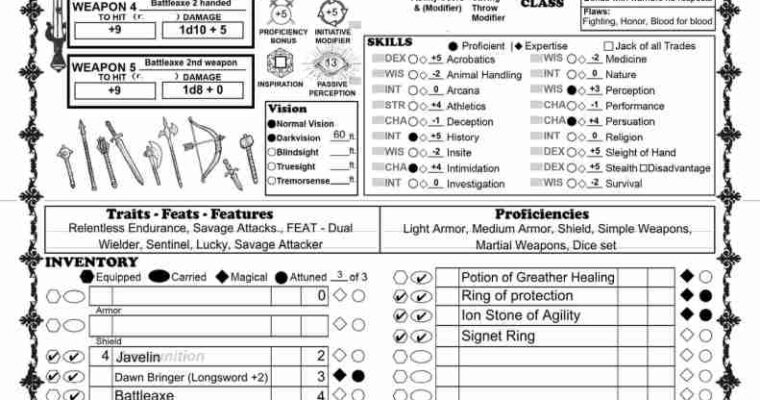 WEAPON 4 Battleaxe 2 handed
TO HIT (r. ) DAMAGE
+9 1d10 + 5
WEAPON 5 Battleaxe 2nd weapon
TO HIT (r. ) DAMAGE
+9 1d8 + 0
+5 +5
PROFICIENCY BONUS
INITIATIVE MODIFIER
13
INSPIRATION
PASSIVE PERCEPTION
& (Modifier)
Throw
Modifier
CLASS
Flaws:
Fighting, Honor, Blood for blood
Vision
Normal Vision
Darkvision 60 ft.
Blindsight ft.
Truesight ft.
Tremorsense ft.
SKILLS Proficient | Expertise Jack of all Trades
DEX +5 Acrobatics
WIS -2 Animal Handling
INT 0 Arcana
STR +4 Athletics
CHA -1 Deception
INT +5 History
WIS -2 Insite
CHA +4 Intimidation
INT 0 Investigation
WIS -2 Medicine
INT 0 Nature
WIS +3 Perception
CHA -1 Performance
CHA +4 Persuation
INT 0 Religion
DEX +5 Sleight of Hand
DEX +5 Stealth Disadvantage
WIS -2 Survival
Traits - Feats - Features
Relentless Endurance, Savage Attacks., FEAT - Dual
Wielder, Sentinel, Lucky, Savage Attacker
Proficiencies
Light Armor, Medium Armor, Shield, Simple Weapons,
Martial Weapons, Dice set
INVENTORY
Equipped Carried Magical Attuned 3 of 3
0
Armor
Shield
4 Javelin 2
Dawn Bringer (Longsword +2) 3
Battleaxe 4
Potion of Greather Healing
Ring of protection
Ion Stone of Agility
Signet Ring